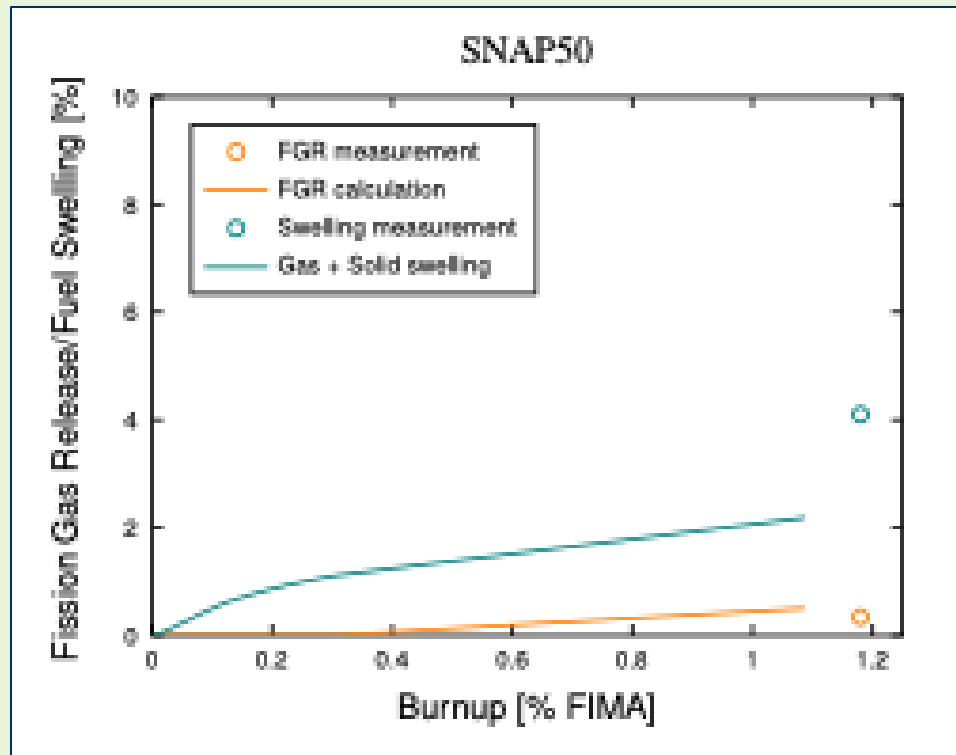 SNAP50
Fission Gas Release/Fuel Swelling [%]
10
8
6
4
2
0
FGR measurement
FGR calculation
Swelling measurement
Gas + Solid swelling
0 0.2 0.4 0.6 0.8 1 1.2
Burnup [% FIMA]